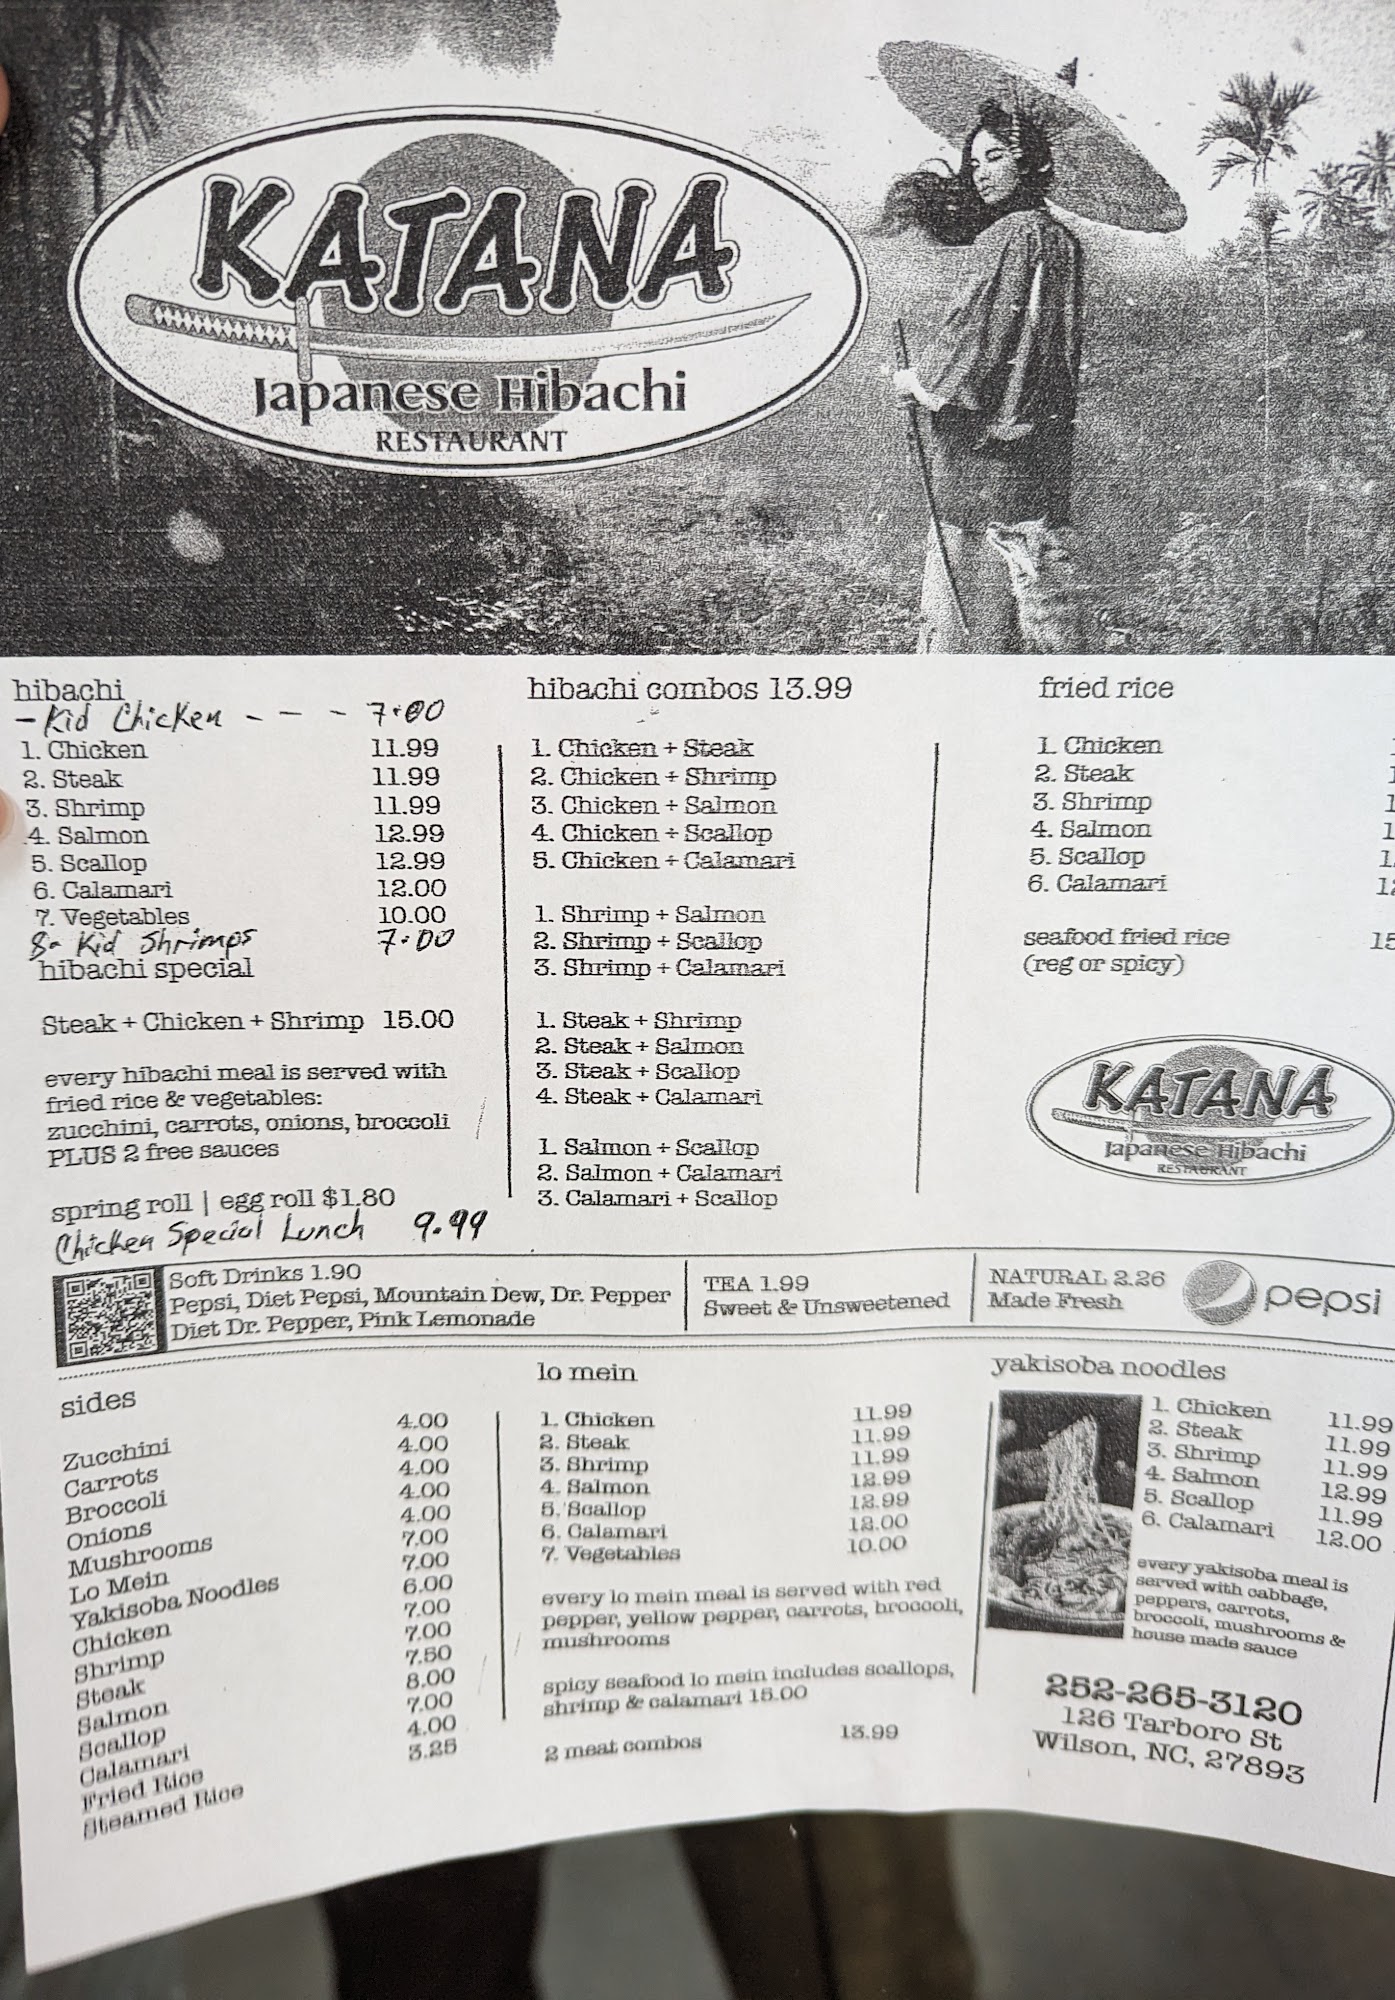 KATANA
Japanese Hibachi
RESTAURANT
hibachi
- Kid Chicken - - - 7.00
1. Chicken 11.99
2. Steak 11.99
3. Shrimp 11.99
4. Salmon 12.99
5. Scallop 12.99
6. Calamari 12.00
7. Vegetables 10.00
8- Kid Shrimps 7.00
hibachi special
Steak + Chicken + Shrimp 15.00
every hibachi meal is served with
fried rice & vegetables:
zucchini, carrots, onions, broccoli
PLUS 2 free sauces
spring roll | egg roll $1.80
Chicken Special Lunch 9.99
hibachi combos 13.99
1. Chicken + Steak
2. Chicken + Shrimp
3. Chicken + Salmon
4. Chicken + Scallop
5. Chicken + Calamari
1. Shrimp + Salmon
2. Shrimp + Scallop
3. Shrimp + Calamari
1. Steak + Shrimp
2. Steak + Salmon
3. Steak + Scallop
4. Steak + Calamari
1. Salmon + Scallop
2. Salmon + Calamari
3. Calamari + Scallop
fried rice
1. Chicken
2. Steak
3. Shrimp
4. Salmon
5. Scallop
6. Calamari
seafood fried rice 15
(reg or spicy)
KATANA
Japanese Hibachi
RESTAURANT
Soft Drinks 1.90
Pepsi, Diet Pepsi, Mountain Dew, Dr. Pepper
Diet Dr. Pepper, Pink Lemonade
TEA 1.99
Sweet & Unsweetened
NATURAL 2.26
Made Fresh
pepsi
sides
Zucchini 4.00
Carrots 4.00
Broccoli 4.00
Onions 4.00
Mushrooms 4.00
Lo Mein 7.00
Yakisoba Noodles 7.00
Chicken 6.00
Shrimp 7.00
Steak 7.00
Salmon 7.50
Scallop 8.00
Calamari 7.00
Fried Rice 4.00
Steamed Rice 3.25
lo mein
1. Chicken 11.99
2. Steak 11.99
3. Shrimp 11.99
4. Salmon 12.99
5. Scallop 12.99
6. Calamari 12.00
7. Vegetables 10.00
every lo mein meal is served with red
pepper, yellow pepper, carrots, broccoli,
mushrooms
spicy seafood lo mein includes scallops,
shrimp & calamari 15.00
2 meat combos 13.99
yakisoba noodles
1. Chicken 11.99
2. Steak 11.99
3. Shrimp 11.99
4. Salmon 12.99
5. Scallop 11.99
6. Calamari 12.00
every yakisoba meal is
served with cabbage,
peppers, carrots,
broccoli, mushrooms &
house made sauce
252-265-3120
126 Tarboro St
Wilson, NC, 27893